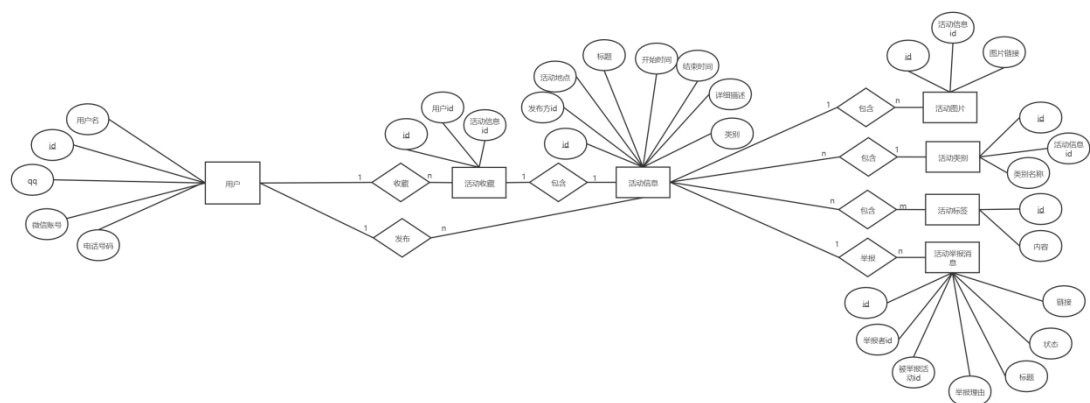 用户名
id
qq
微信账号
电话号码
用户
1
收藏
n
1
发布
n
id
用户id
活动信息
id
活动收藏
1
包含
1
id
发布方id
活动地点
标题
开始时间
结束时间
详细描述
类别
活动信息
1
包含
n
id
活动信息
id
图片链接
活动图片
n
包含
1
活动类别
id
活动信息
id
类别名称
n
包含
m
活动标签
id
内容
1
举报
n
活动举报消
息
id
举报者id
被举报活
动id
举报理由
标题
状态
链接